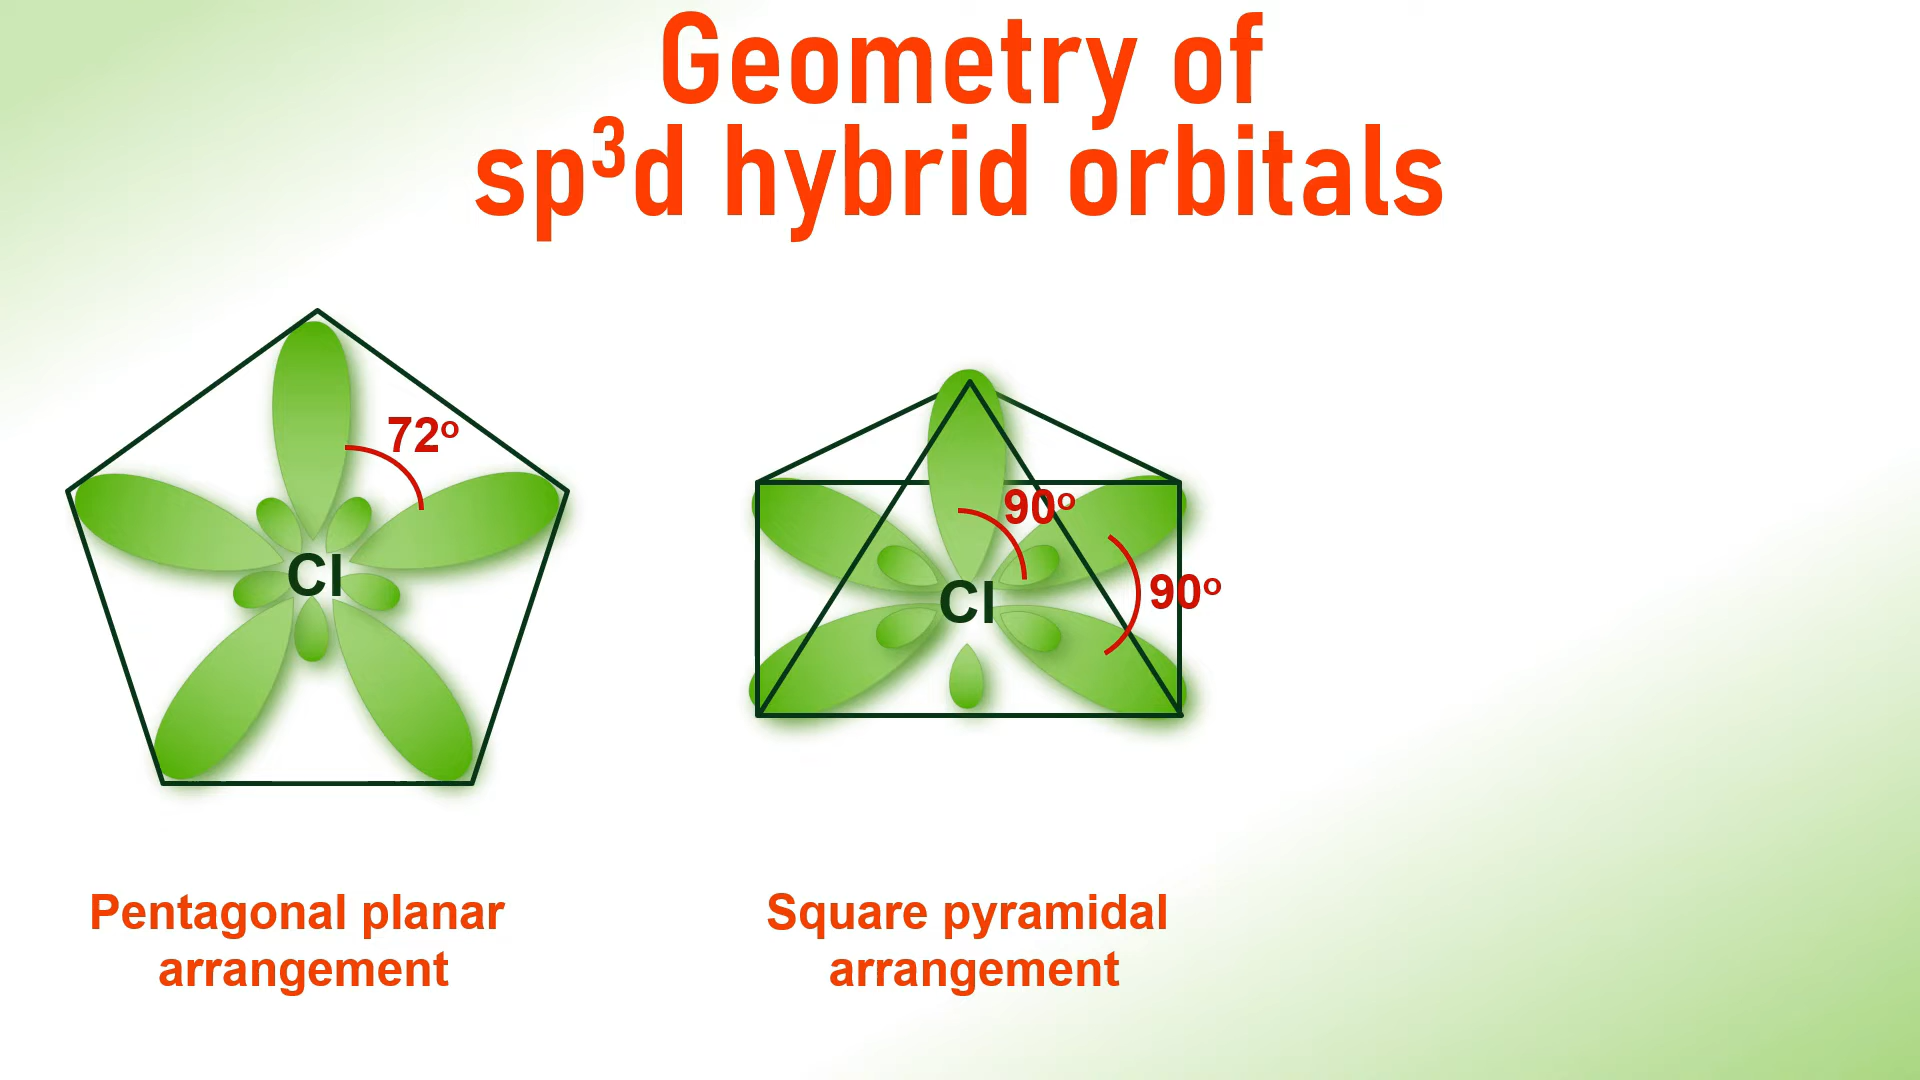 Geometry of
sp³d hybrid orbitals
72º
Cl
90º
90º
Cl
Pentagonal planar
arrangement
Square pyramidal
arrangement